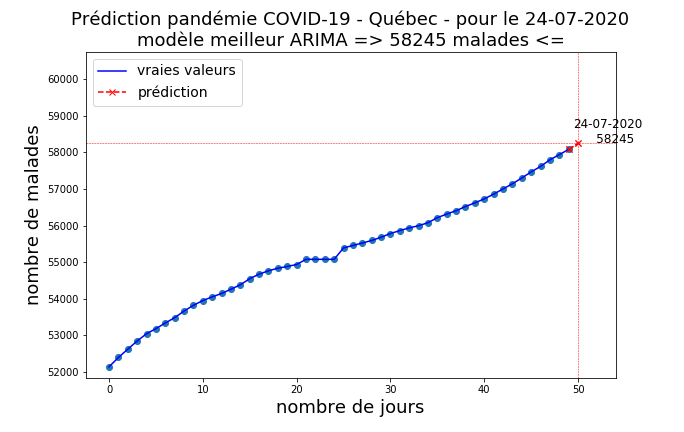 Prédiction pandémie COVID-19 - Québec - pour le 24-07-2020
modèle meilleur ARIMA => 58245 malades <=
vraies valeurs
prédiction
24-07-2020
58245
nombre de malades
60000
59000
58000
57000
56000
55000
54000
53000
52000
0 10 20 30 40 50
nombre de jours